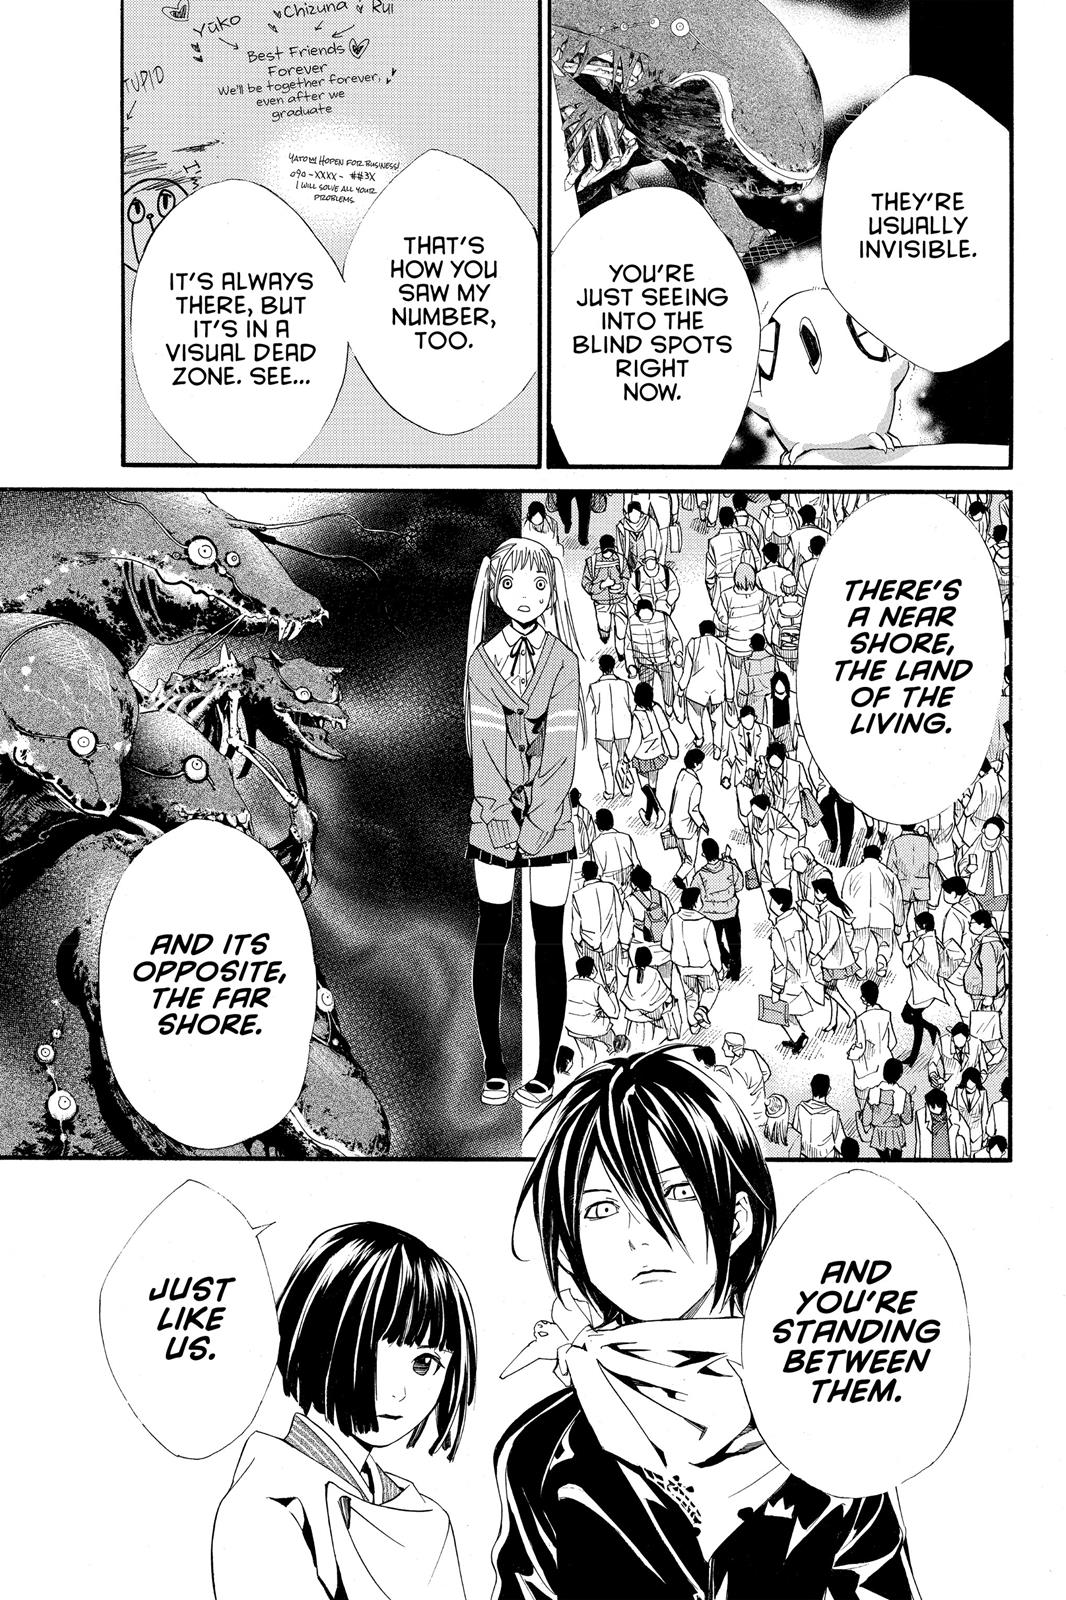 THEY'RE
USUALLY
INVISIBLE.
YOU'RE
JUST SEEING
INTO THE
BLIND SPOTS
RIGHT
NOW.
Yuko
Chizuna
Rui
Best Friends
Forever
We'll be together forever,
even after we
graduate
TUPID
YATO
OPEN FOR BUSINESS!
090-XXXX- ##3X
I WILL SOLVE ALL YOUR
PROBLEMS.
THAT'S
HOW YOU
SAW MY
NUMBER,
TOO.
IT'S ALWAYS
THERE, BUT
IT'S IN A
VISUAL DEAD
ZONE. SEE...
THERE'S
A NEAR
SHORE,
THE LAND
OF THE
LIVING.
AND ITS
OPPOSITE,
THE FAR
SHORE.
AND
YOU'RE
STANDING
BETWEEN
THEM.
JUST
LIKE
US.